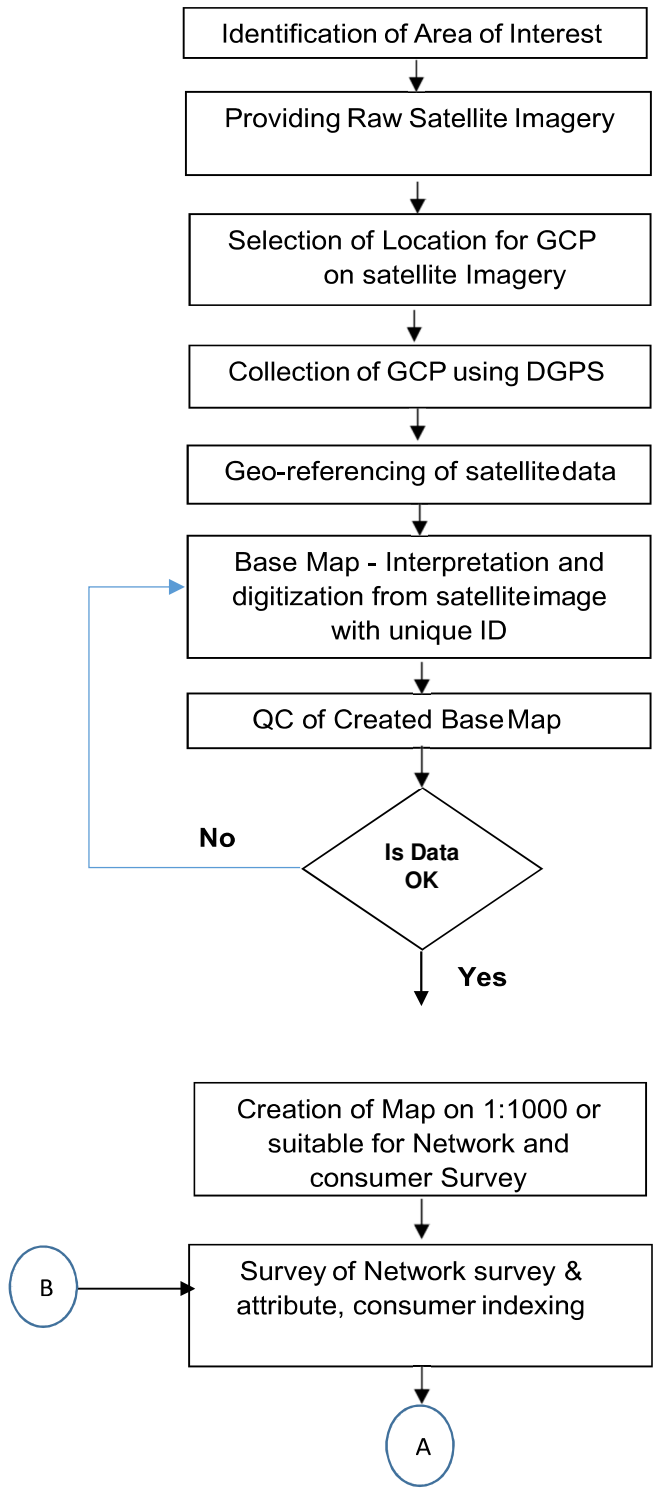 Identification of Area of Interest
Providing Raw Satellite Imagery
Selection of Location for GCP
on satellite Imagery
Collection of GCP using DGPS
Geo-referencing of satellitedata
Base Map - Interpretation and
digitization from satelliteimage
with unique ID
QC of Created BaseMap
No
Is Data
OK
Yes
Creation of Map on 1:1000 or
suitable for Network and
consumer Survey
B
Survey of Network survey &
attribute, consumer indexing
A